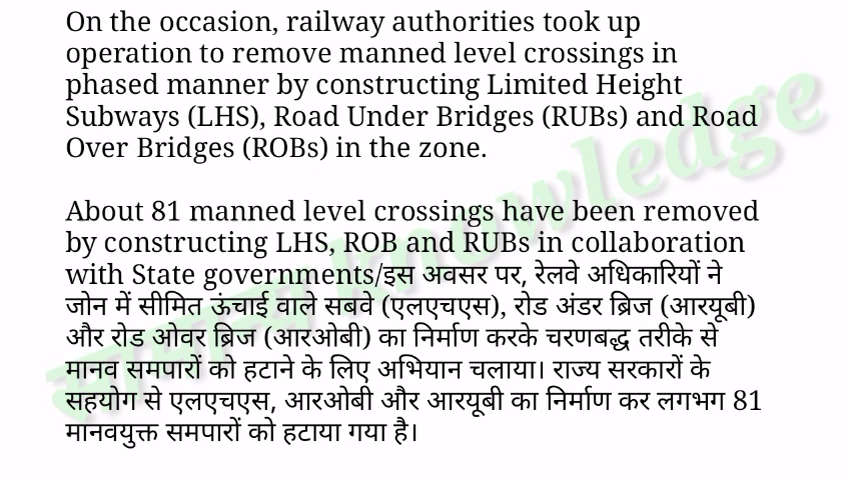 On the occasion, railway authorities took up
operation to remove manned level crossings in
phased manner by constructing Limited Height
Subways (LHS), Road Under Bridges (RUBs) and Road
Over Bridges (ROBs) in the zone.
About 81 manned level crossings have been removed
by constructing LHS, ROB and RUBs in collaboration
with State governments/इस अवसर पर, रेलवे अधिकारियों ने
जोन में सीमित ऊंचाई वाले सबवे (एलएचएस), रोड अंडर ब्रिज (आरयूबी)
और रोड ओवर ब्रिज (आरओबी) का निर्माण करके चरणबद्ध तरीके से
मानव समपारों को हटाने के लिए अभियान चलाया। राज्य सरकारों के
सहयोग से एलएचएस, आरओबी और आरयूबी का निर्माण कर लगभग 81
मानवयुक्त समपारों को हटाया गया है।
सामान्य knowledge